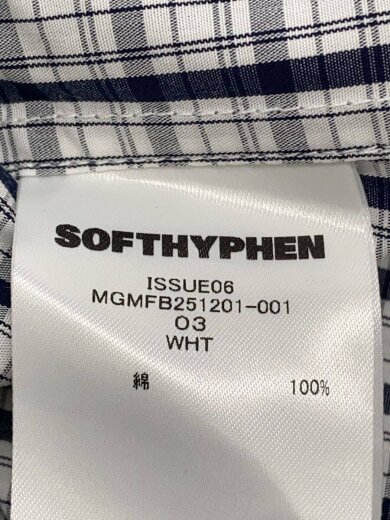 SOFTHYPHEN
ISSUE06
MGMFB251201-001
03
WHT
綿 100%